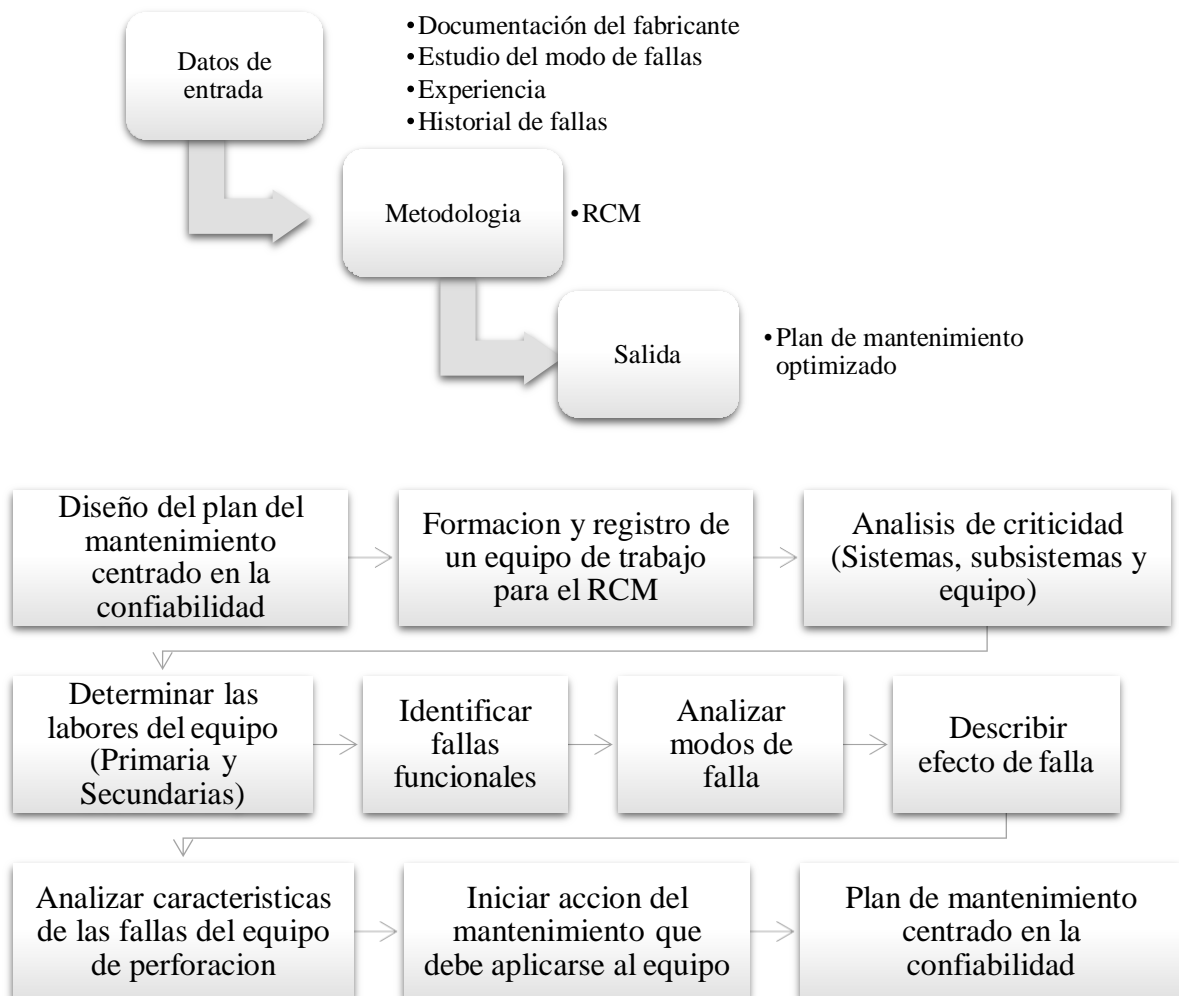 •Documentación del fabricante
•Estudio del modo de fallas
•Experiencia
•Historial de fallas
Datos de
entrada
Metodologia
•RCM
Salida
•Plan de mantenimiento
optimizado
Diseño del plan del
mantenimiento
centrado en la
confiabilidad
Formacion y registro de
un equipo de trabajo
para el RCM
Analisis de criticidad
(Sistemas, subsistemas y
equipo)
Determinar las
labores del equipo
(Primaria y
Secundarias)
Identificar
fallas
funcionales
Analizar
modos de
falla
Describir
efecto de falla
Analizar caracteristicas
de las fallas del equipo
de perforacion
Iniciar accion del
mantenimiento que
debe aplicarse al equipo
Plan de mantenimiento
centrado en la
confiabilidad